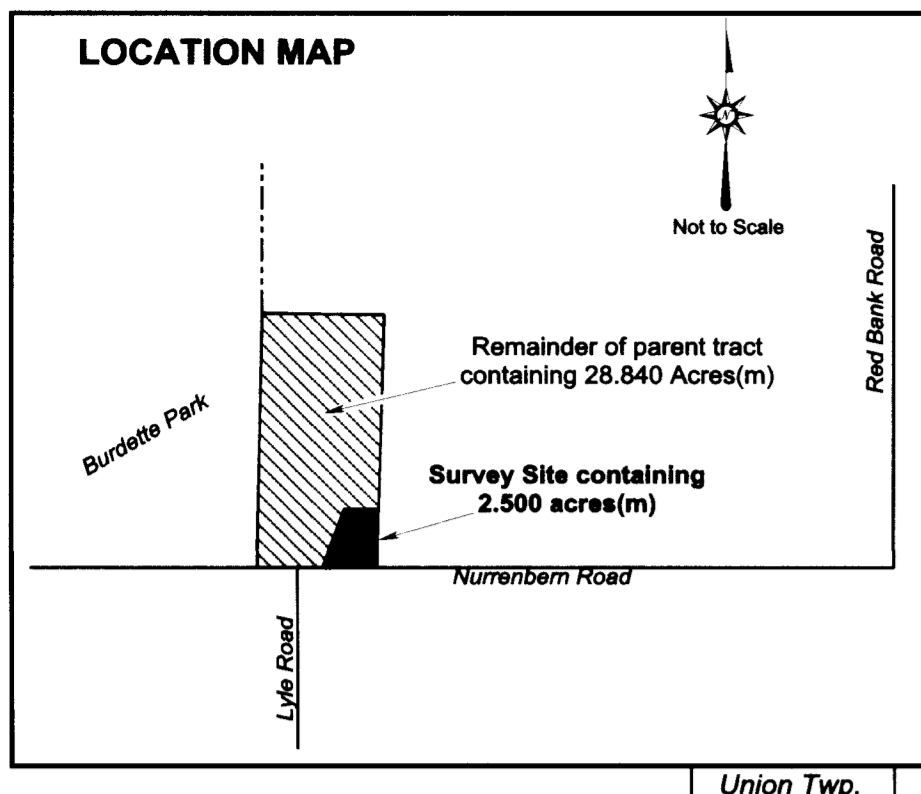 LOCATION MAP
N
Not to Scale
Red Bank Road
Remainder of parent tract
containing 28.840 Acres(m)
Burdette Park
Survey Site containing
2.500 acres(m)
Nurrenbern Road
Lyle Road
Union Twp.